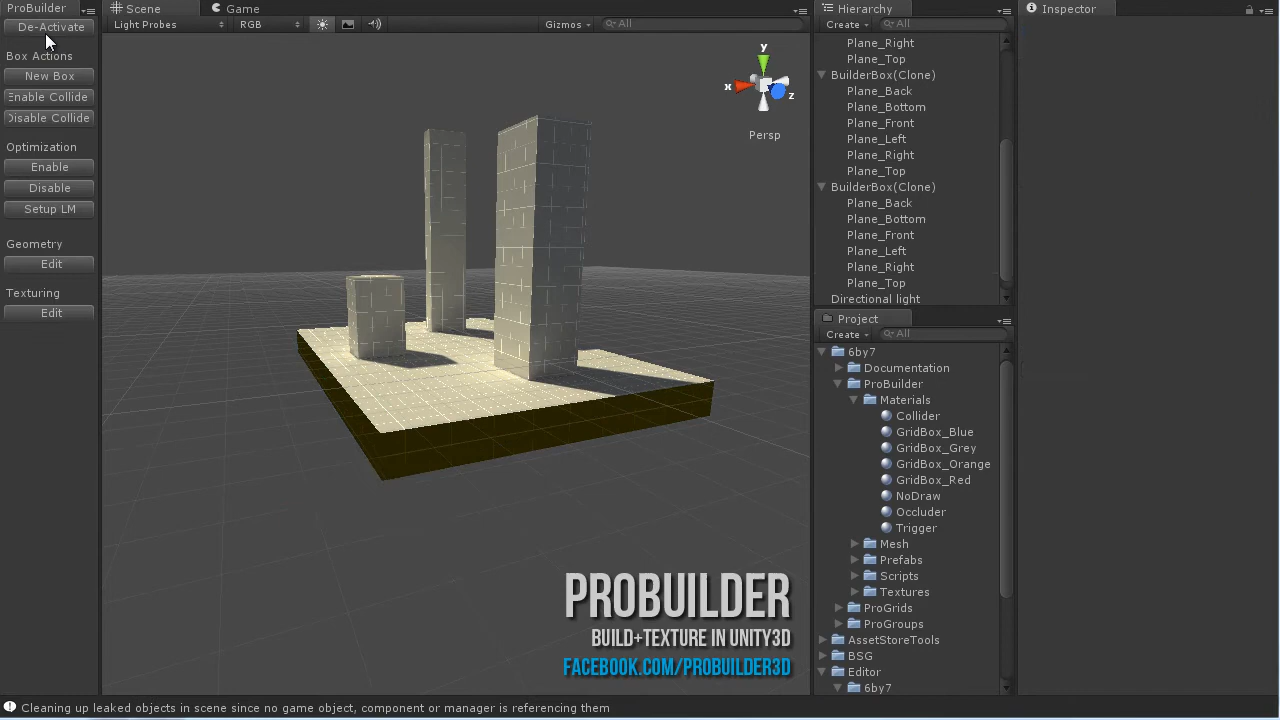 ProBuilder
De-Activate
Box Actions
New Box
Enable Collide
Disable Collide
Optimization
Enable
Disable
Setup LM
Geometry
Edit
Texturing
Edit
Scene
Game
Light Probes
RGB
Gizmos
All
y
x
z
Persp
PROBUILDER
BUILD+TEXTURE IN UNITY3D
FACEBOOK.COM/PROBUILDER3D
Hierarchy
Create
All
Plane_Right
Plane_Top
BuilderBox(Clone)
Plane_Back
Plane_Bottom
Plane_Front
Plane_Left
Plane_Right
Plane_Top
BuilderBox(Clone)
Plane_Back
Plane_Bottom
Plane_Front
Plane_Left
Plane_Right
Plane_Top
Directional light
Project
Create
All
6by7
Documentation
ProBuilder
Materials
Collider
GridBox_Blue
GridBox_Grey
GridBox_Orange
GridBox_Red
NoDraw
Occluder
Trigger
Mesh
Prefabs
Scripts
Textures
ProGrids
ProGroups
AssetStoreTools
BSG
Editor
6by7
Inspector
Cleaning up leaked objects in scene since no game object, component or manager is referencing them